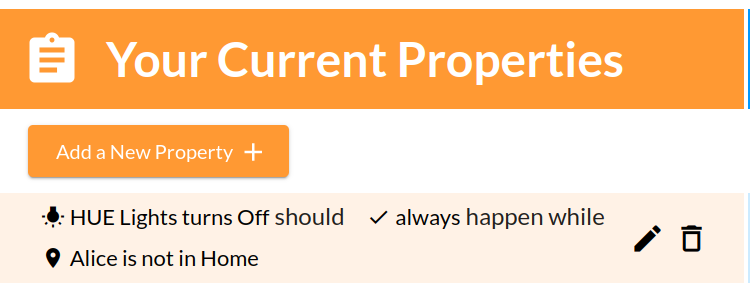 Your Current Properties
Add a New Property +
HUE Lights turns Off should always happen while
Alice is not in Home